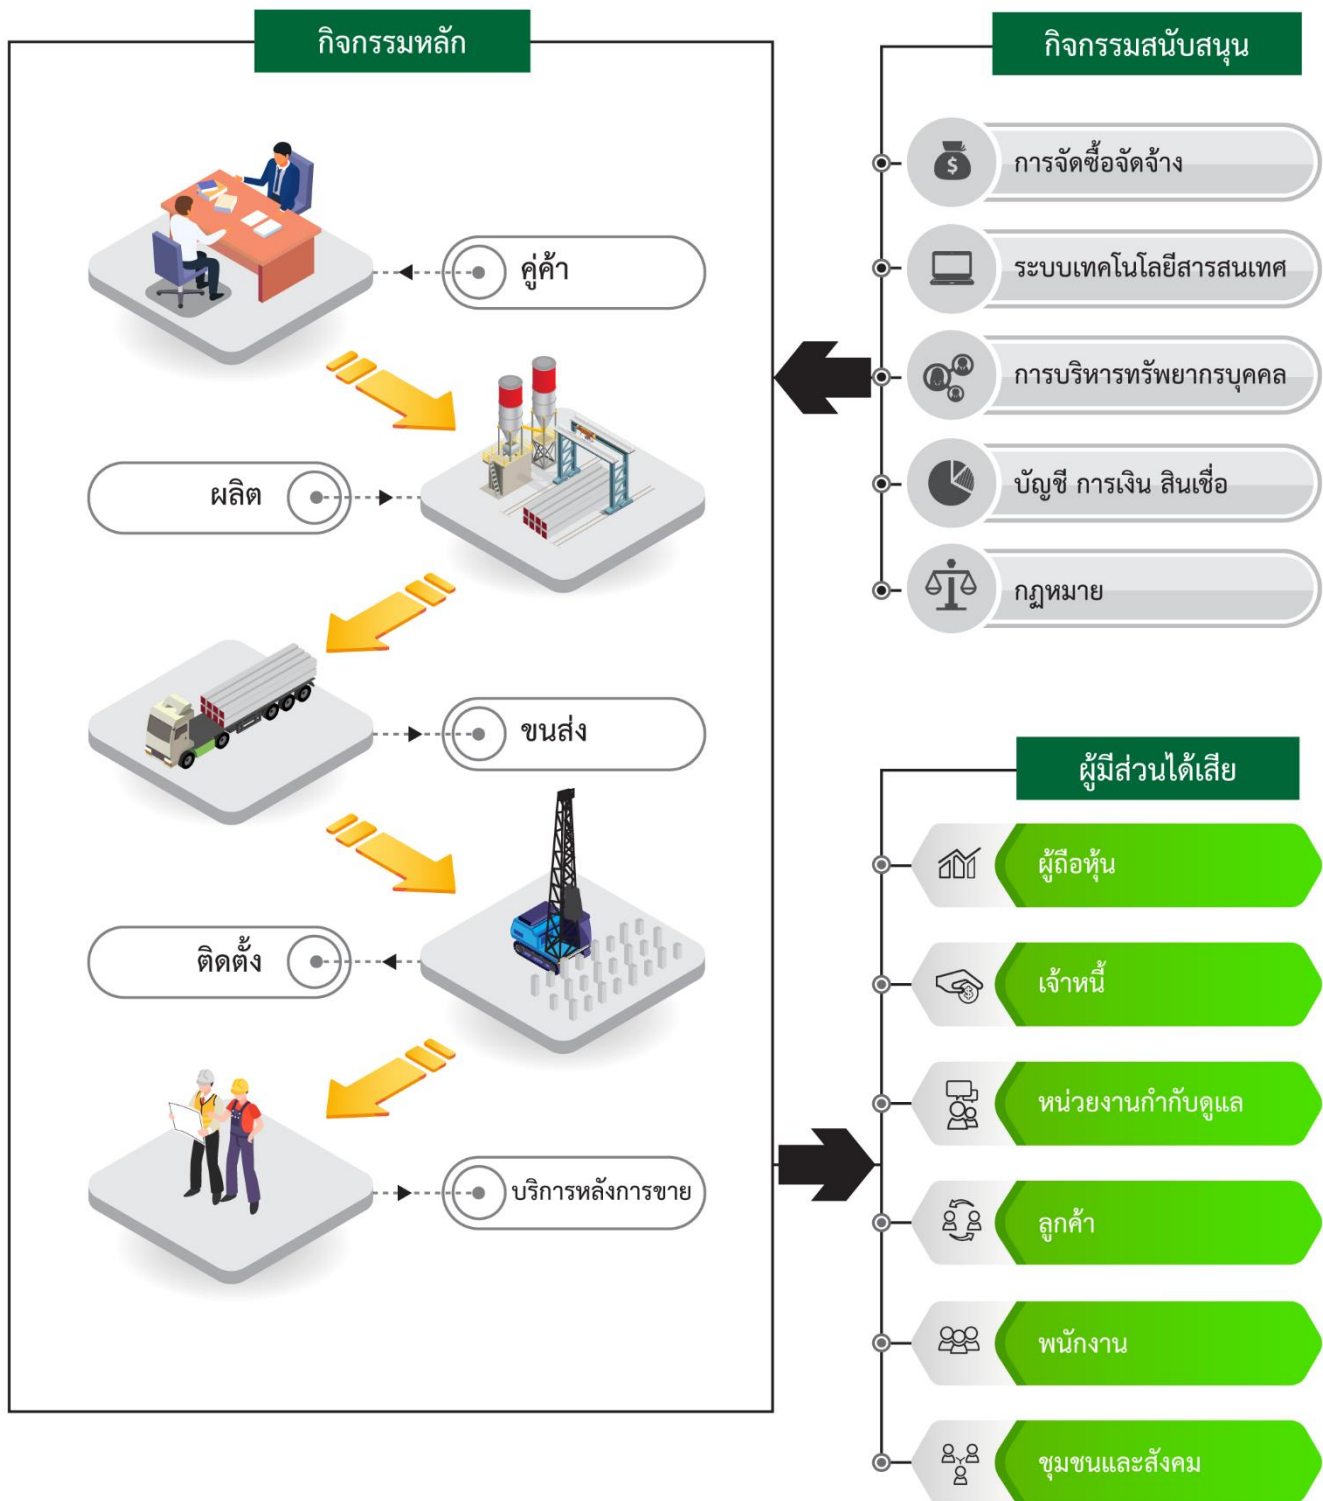 กิจกรรมหลัก
คู่ค้า
ผลิต
ขนส่ง
ติดตั้ง
บริการหลังการขาย
กิจกรรมสนับสนุน
การจัดซื้อจัดจ้าง
ระบบเทคโนโลยีสารสนเทศ
การบริหารทรัพยากรบุคคล
บัญชี การเงิน สินเชื่อ
กฎหมาย
ผู้มีส่วนได้เสีย
ผู้ถือหุ้น
เจ้าหนี้
หน่วยงานกำกับดูแล
ลูกค้า
พนักงาน
ชุมชนและสังคม